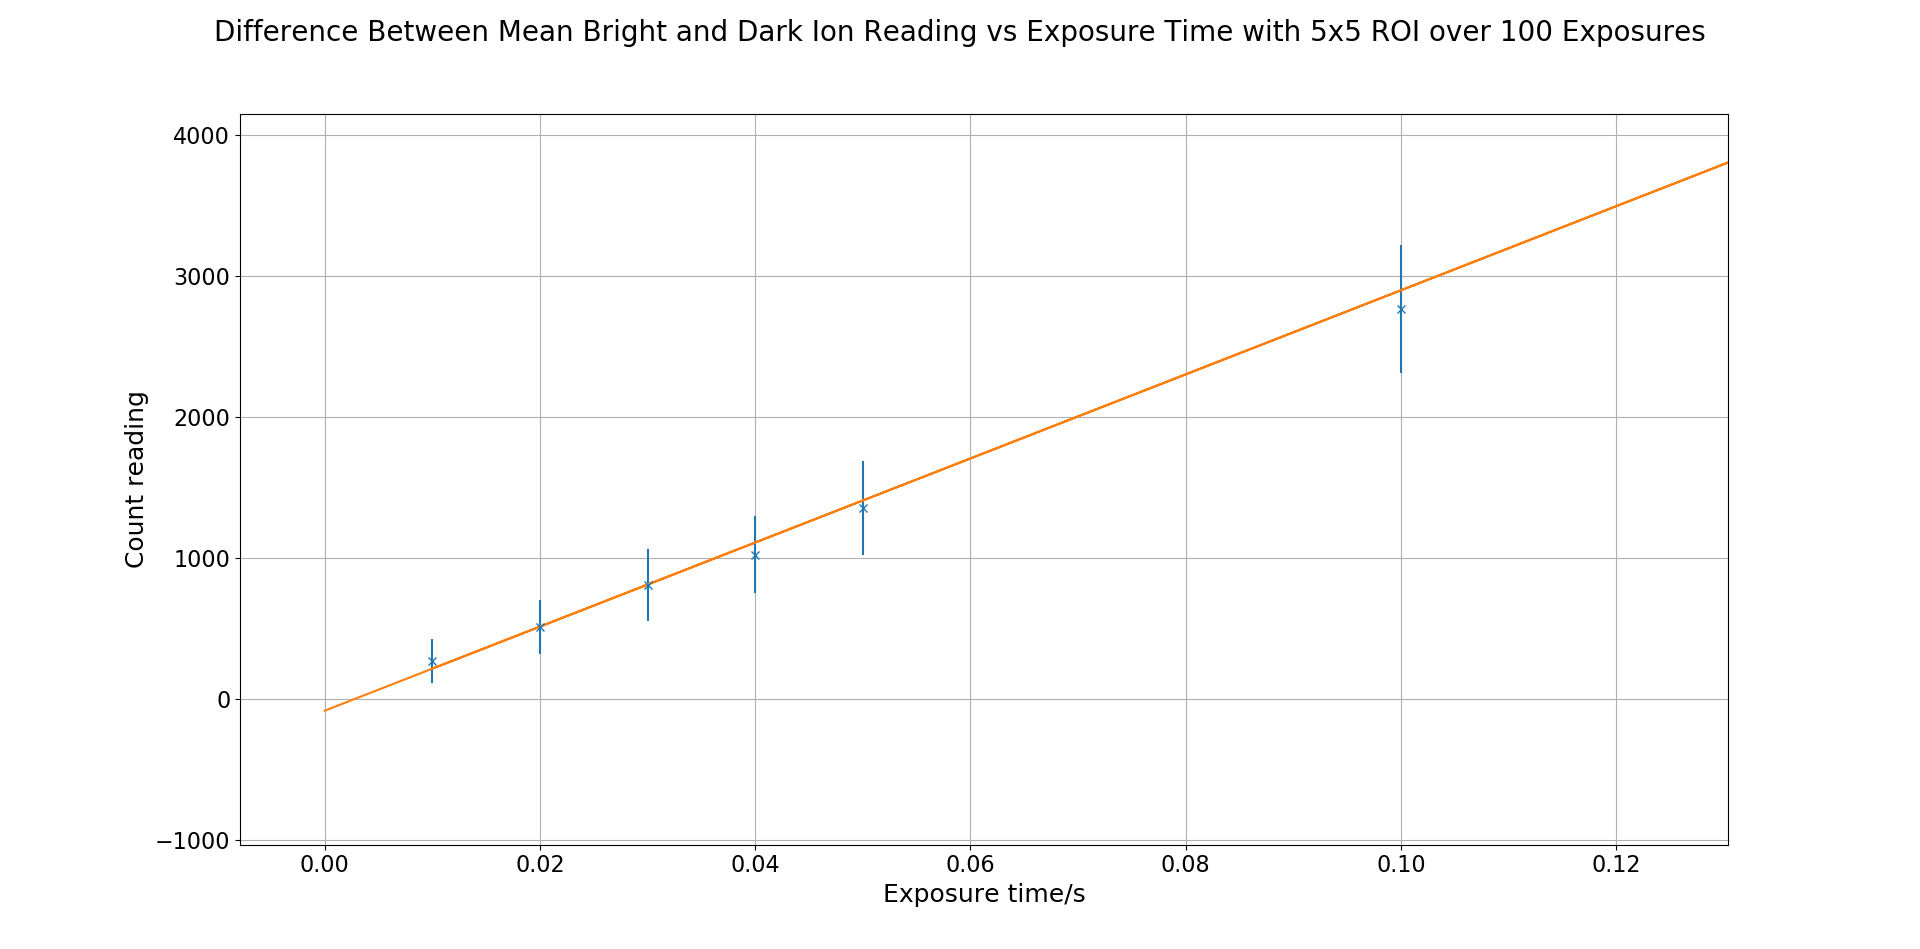 Difference Between Mean Bright and Dark Ion Reading vs Exposure Time with 5x5 ROI over 100 Exposures
4000
3000
2000
1000
0
−1000
Count reading
0.00 0.02 0.04 0.06 0.08 0.10 0.12
Exposure time/s